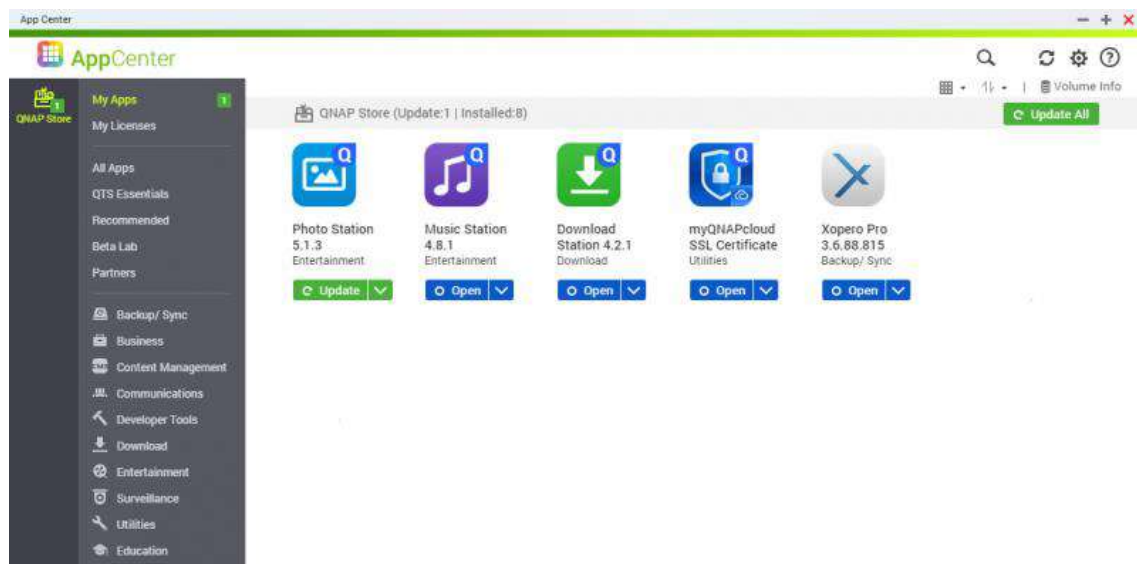 App Center
AppCenter
Volume Info
QNAP Store
1
My Apps 1
My Licenses
All Apps
QTS Essentials
Recommended
Beta Lab
Partners
Backup/ Sync
Business
Content Management
Communications
Developer Tools
Download
Entertainment
Surveillance
Utilities
Education
QNAP Store (Update:1 | Installed:8)
Update All
Photo Station
5.1.3
Entertainment
Update
Music Station
4.8.1
Entertainment
Open
Download
Station 4.2.1
Download
Open
myQNAPcloud
SSL Certificate
Utilities
Open
Xopero Pro
3.6.88.815
Backup/ Sync
Open